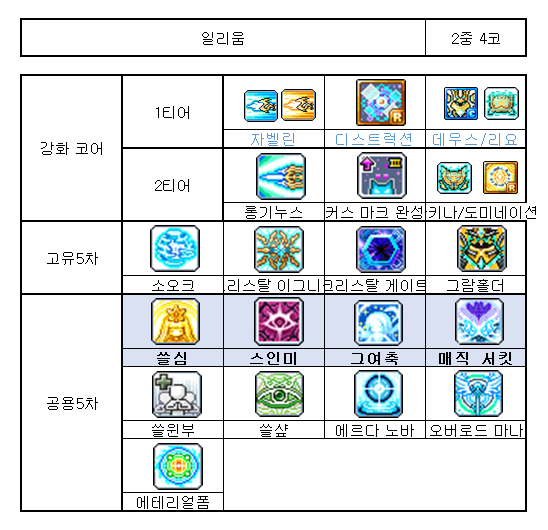 일리움 2중 4코
강화 코어
1티어
자벨린 디스트럭션 데우스/리요
2티어
롱기누스 커스 마크 완성 키나/도미네이션
고유5차
소오크 리스탈 이그니 크리스탈 게이트 그람홀더
공용5차
쓸심 스인미 그여축 매직 서킷
쓸윈부 쓸샾 에르다 노바 오버로드 마나
에테리얼폼